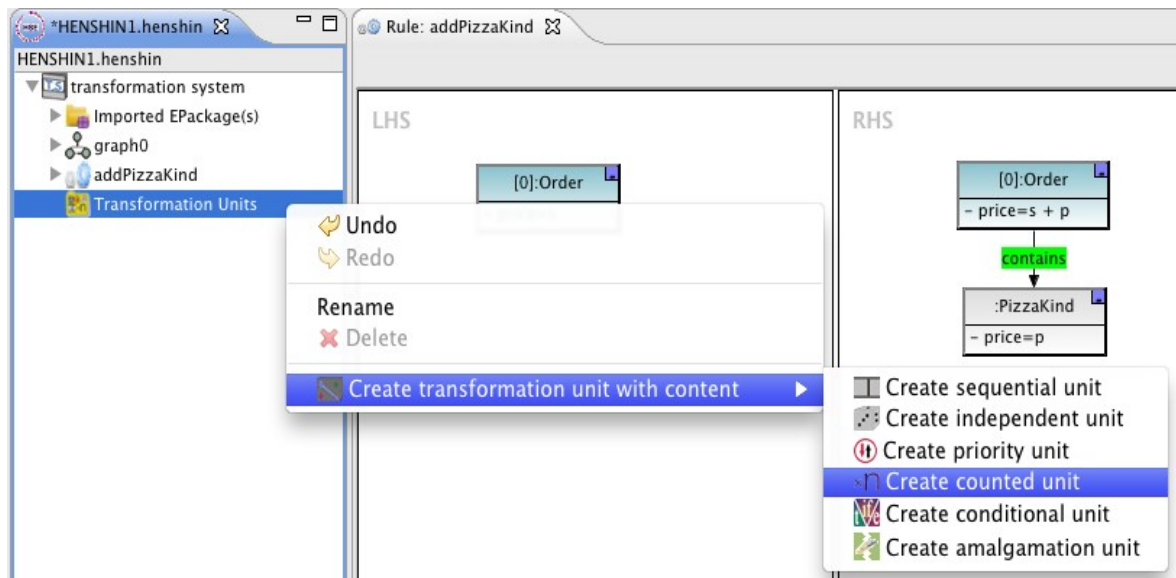 *HENSHIN1.henshin
HENSHIN1.henshin
transformation system
Imported EPackage(s)
graph0
addPizzaKind
Transformation Units
Rule: addPizzaKind
LHS
[0]:Order
RHS
[0]:Order
- price=s + p
contains
:PizzaKind
- price=p
Undo
Redo
Rename
Delete
Create transformation unit with content
Create sequential unit
Create independent unit
Create priority unit
Create counted unit
Create conditional unit
Create amalgamation unit